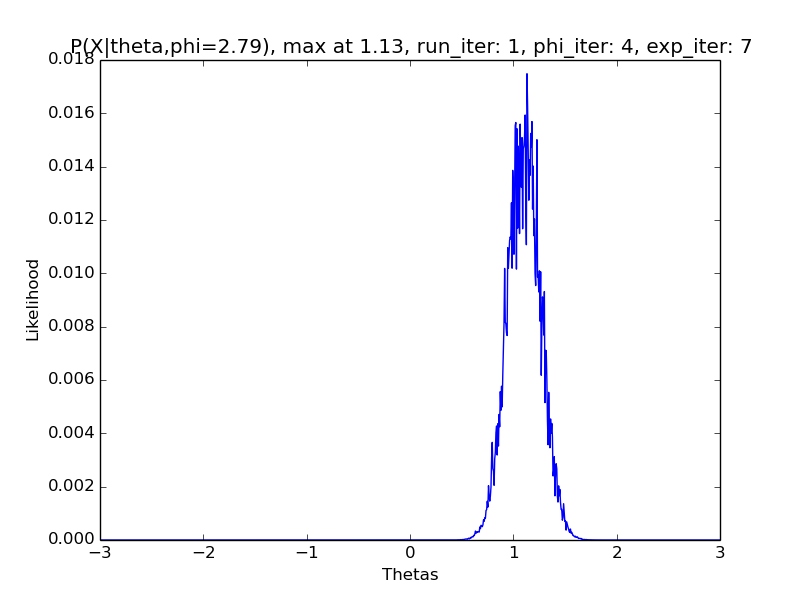 P(X|theta,phi=2.79), max at 1.13, run_iter: 1, phi_iter: 4, exp_iter: 7
0.018
0.016
0.014
0.012
0.010
0.008
0.006
0.004
0.002
0.000
Likelihood
−3 −2 −1 0 1 2 3
Thetas